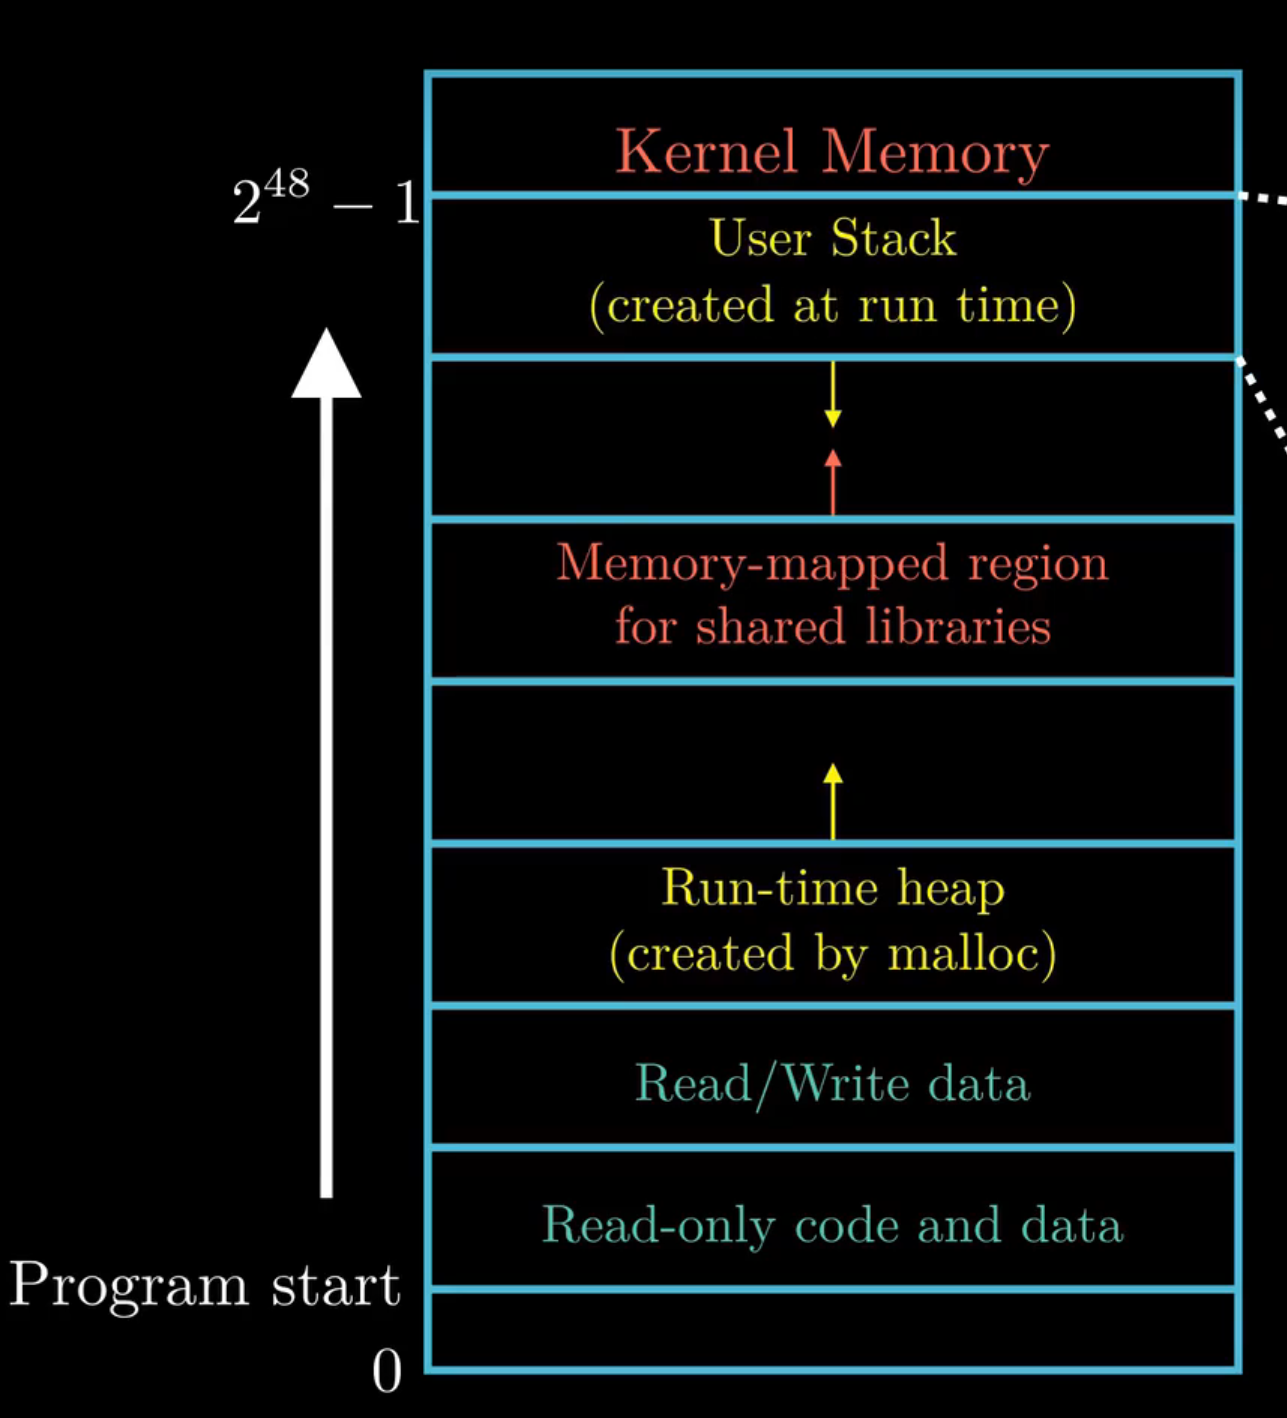 Kernel Memory
2^48 − 1
User Stack
(created at run time)
Memory-mapped region
for shared libraries
Run-time heap
(created by malloc)
Read/Write data
Read-only code and data
Program start
0